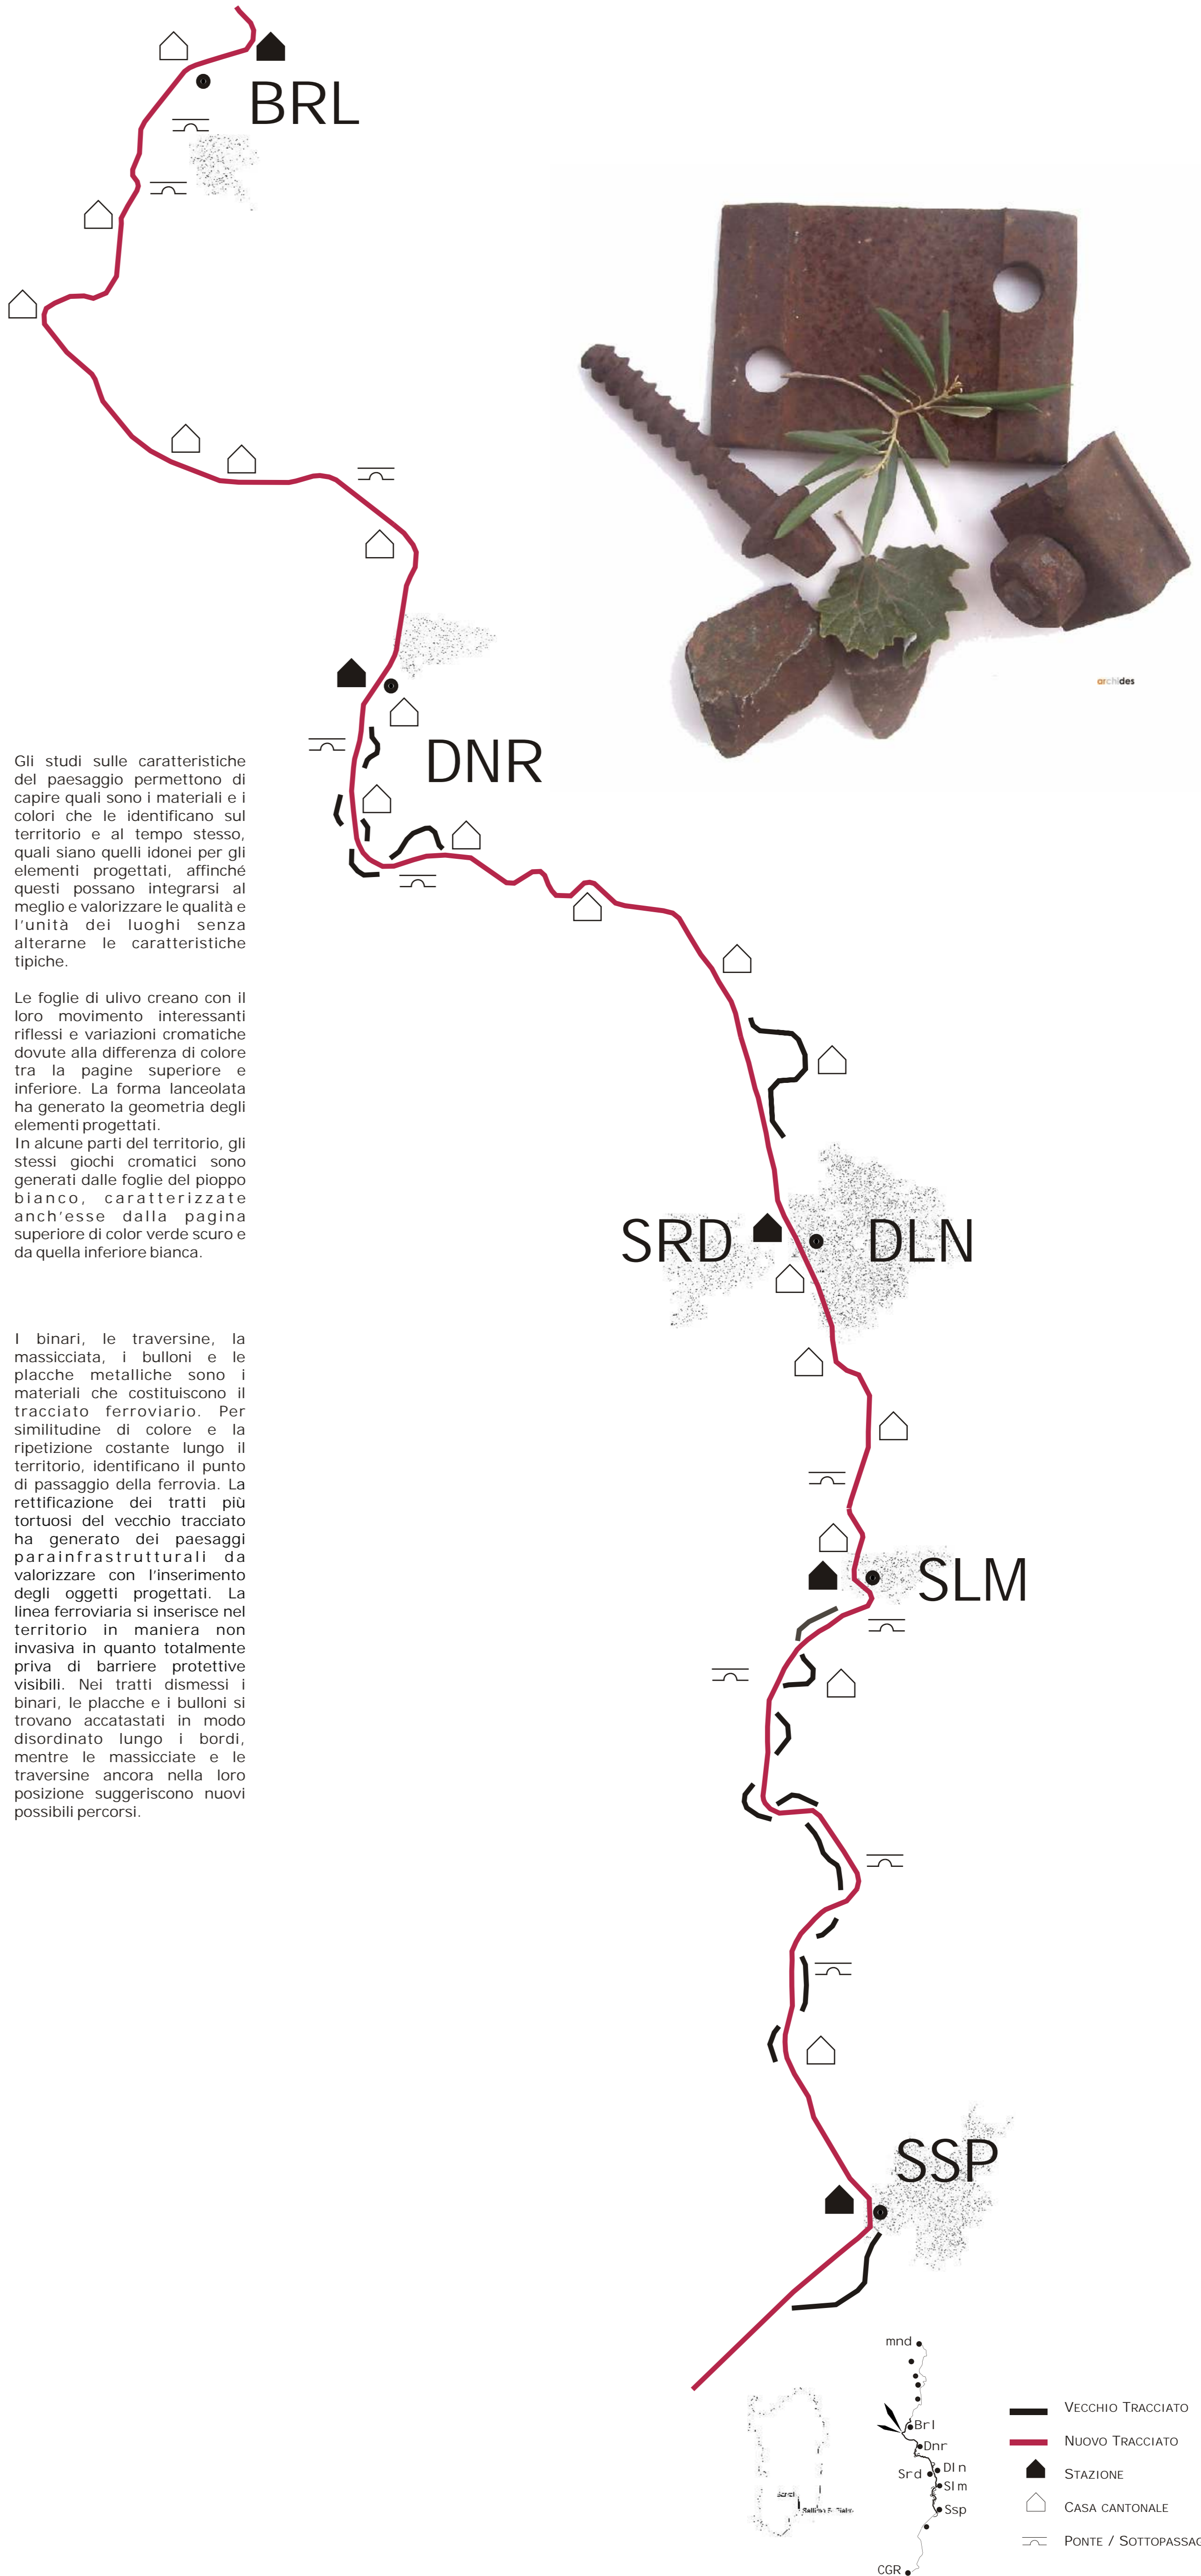 BRL
archides
DNR
Gli studi sulle caratteristiche
del paesaggio permettono di
capire quali sono i materiali e i
colori che le identificano sul
territorio e al tempo stesso,
quali siano quelli idonei per gli
elementi progettati, affinché
questi possano integrarsi al
meglio e valorizzare le qualità e
l'unità dei luoghi senza
alterarne le caratteristiche
tipiche.
Le foglie di ulivo creano con il
loro movimento interessanti
riflessi e variazioni cromatiche
dovute alla differenza di colore
tra la pagine superiore e
inferiore. La forma lanceolata
ha generato la geometria degli
elementi progettati.
In alcune parti del territorio, gli
stessi giochi cromatici sono
generati dalle foglie del pioppo
bianco, caratterizzate
anch'esse dalla pagina
superiore di color verde scuro e
da quella inferiore bianca.
I binari, le traversine, la
massicciata, i bulloni e le
placche metalliche sono i
materiali che costituiscono il
tracciato ferroviario. Per
similitudine di colore e la
ripetizione costante lungo il
territorio, identificano il punto
di passaggio della ferrovia. La
rettificazione dei tratti più
tortuosi del vecchio tracciato
ha generato dei paesaggi
parainfrastrutturali da
valorizzare con l'inserimento
degli oggetti progettati. La
linea ferroviaria si inserisce nel
territorio in maniera non
invasiva in quanto totalmente
priva di barriere protettive
visibili. Nei tratti dismessi i
binari, le placche e i bulloni si
trovano accatastati in modo
disordinato lungo i bordi,
mentre le massicciate e le
traversine ancora nella loro
posizione suggeriscono nuovi
possibili percorsi.
SRD
DLN
SLM
SSP
mnd
Brl
Dnr
Dln
Srd
Slm
Ssp
CGR
VECCHIO TRACCIATO
NUOVO TRACCIATO
STAZIONE
CASA CANTONALE
PONTE / SOTTOPASSAG